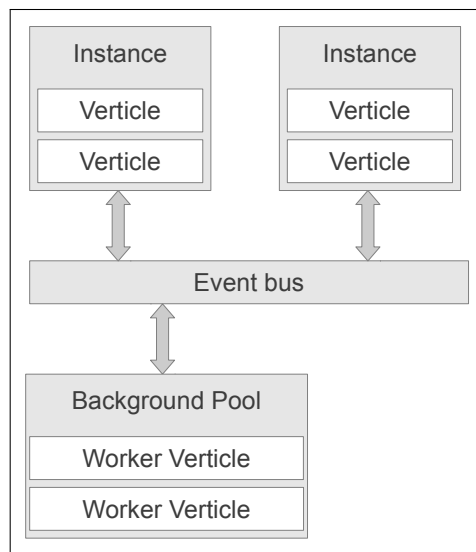 Instance
Verticle
Verticle
Instance
Verticle
Verticle
Event bus
Background Pool
Worker Verticle
Worker Verticle